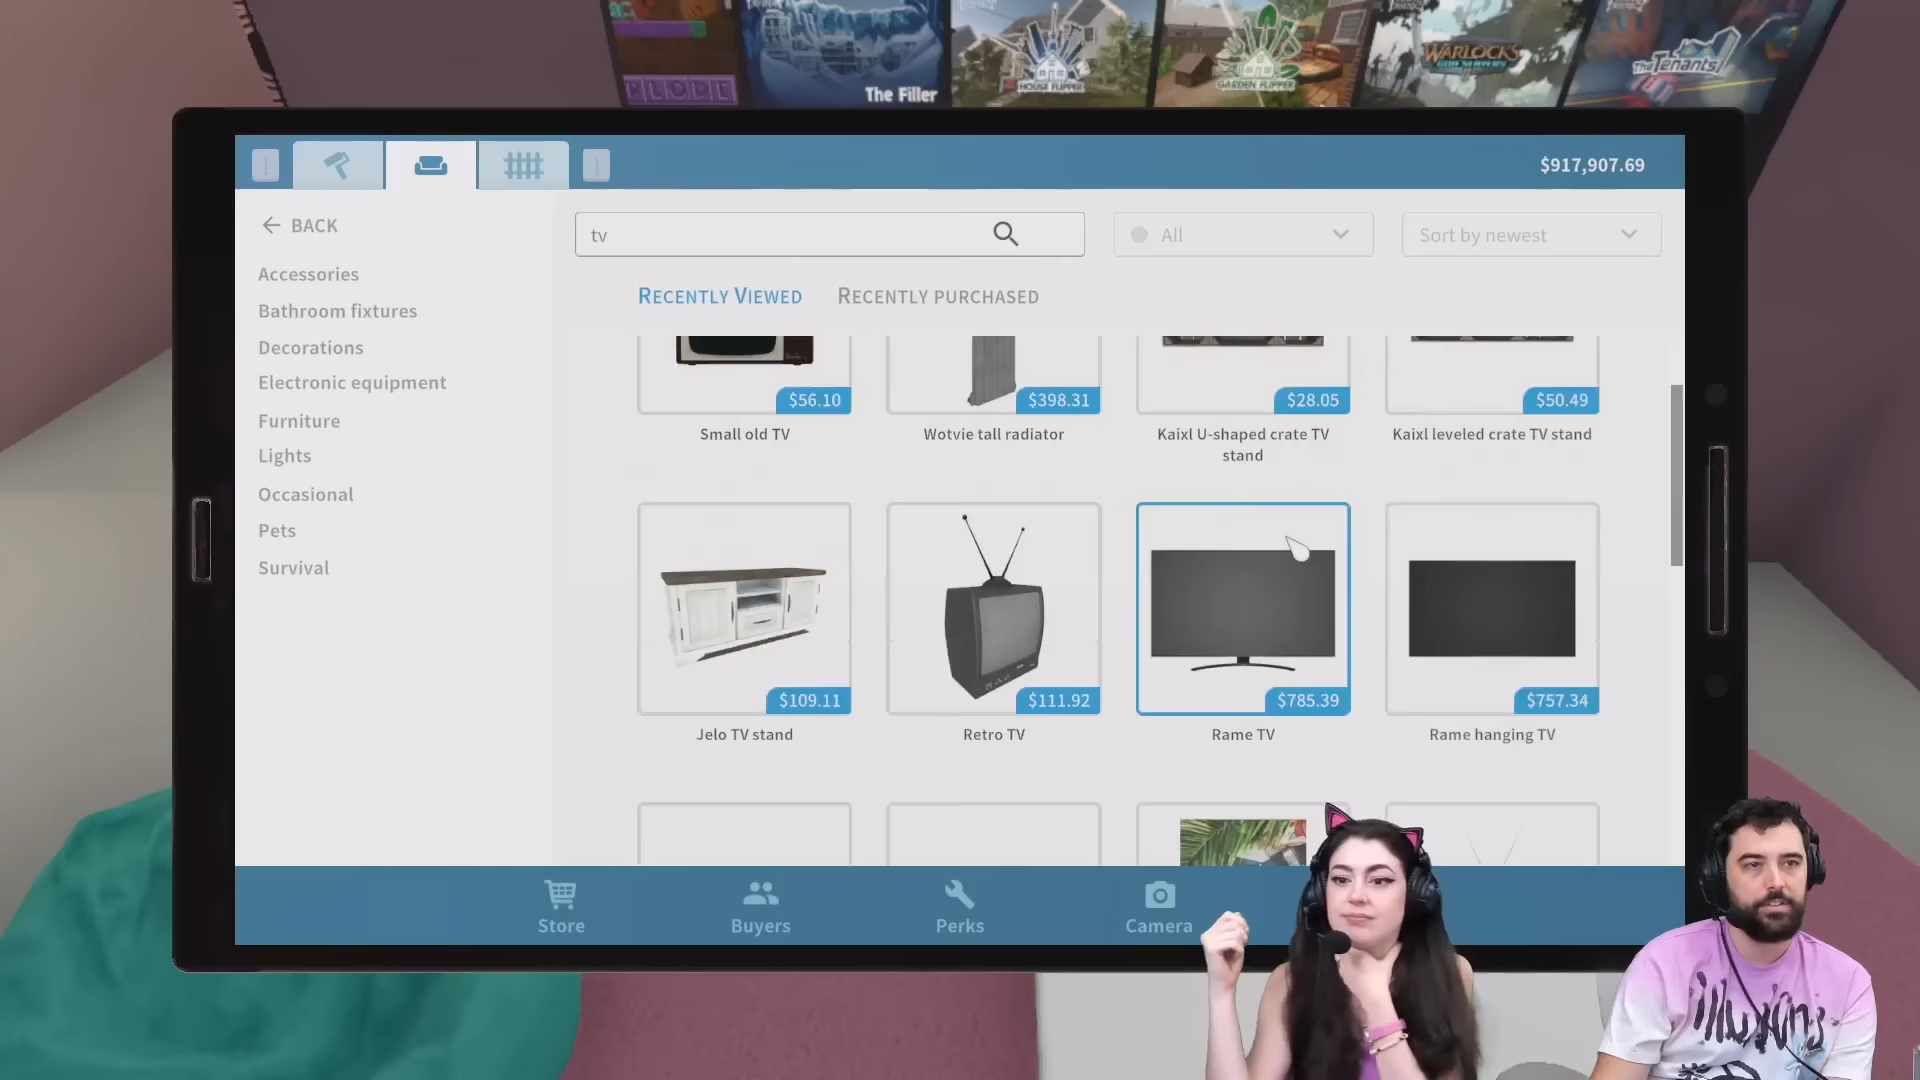 The Filler
HOUSE FLIPPER
GARDEN FLIPPER
WARLOCKS
The Tenants
$917,907.69
BACK
tv
All
Sort by newest
Accessories
Bathroom fixtures
Decorations
Electronic equipment
Furniture
Lights
Occasional
Pets
Survival
RECENTLY VIEWED
RECENTLY PURCHASED
$56.10
$398.31
$28.05
$50.49
Small old TV
Wotvie tall radiator
Kaixl U-shaped crate TV
stand
Kaixl leveled crate TV stand
$109.11
$111.92
$785.39
$757.34
Jelo TV stand
Retro TV
Rame TV
Rame hanging TV
Store
Buyers
Perks
Camera